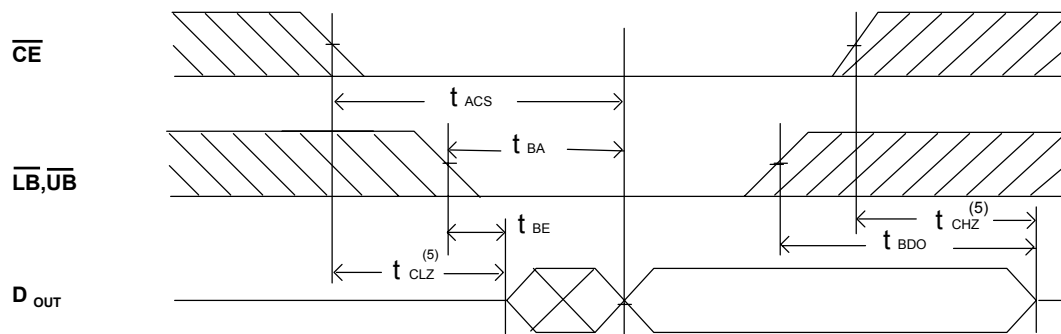 CE
t ACS
LB,UB
t BA
t BE
t CLZ (5)
t CHZ (5)
t BDO
D OUT